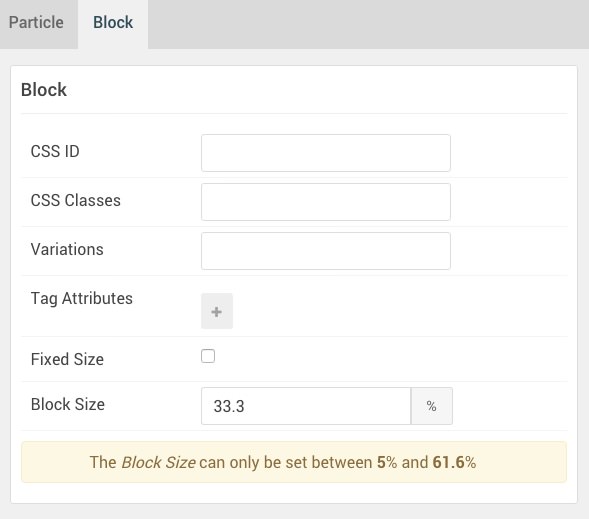 Particle Block
Block
CSS ID
CSS Classes
Variations
Tag Attributes
+
Fixed Size
Block Size 33.3 %
The Block Size can only be set between 5% and 61.6%